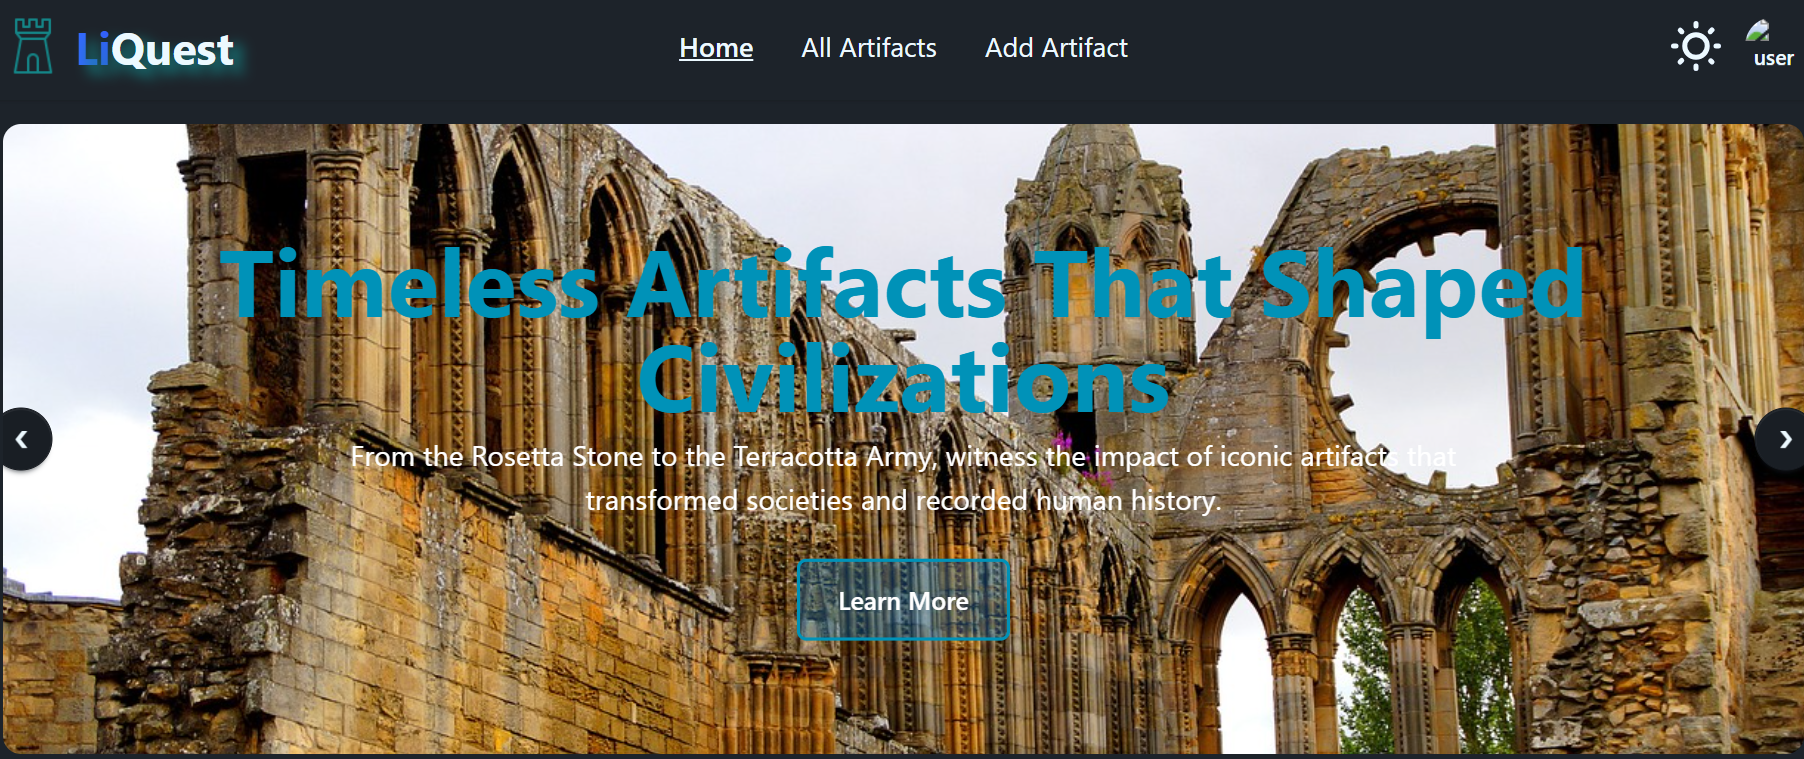 LiQuest
Home
All Artifacts
Add Artifact
user
Timeless Artifacts That Shaped
Civilizations
From the Rosetta Stone to the Terracotta Army, witness the impact of iconic artifacts that
transformed societies and recorded human history.
Learn More